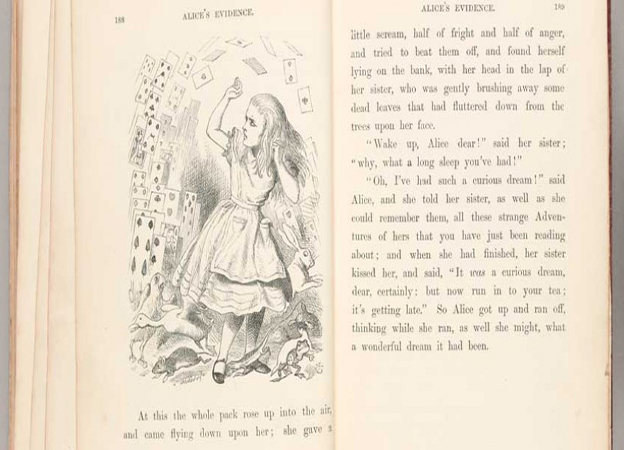 188
ALICE'S EVIDENCE.
At this the whole pack rose up into the air,
and came flying down upon her; she gave a
ALICE'S EVIDENCE.
189
little scream, half of fright and half of anger,
and tried to beat them off, and found herself
lying on the bank, with her head in the lap of
her sister, who was gently brushing away some
dead leaves that had fluttered down from the
trees upon her face.
"Wake up, Alice dear!" said her sister;
"why, what a long sleep you've had!"
"Oh, I've had such a curious dream!" said
Alice, and she told her sister, as well as she
could remember them, all these strange Adven-
tures of hers that you have just been reading
about; and when she had finished, her sister
kissed her, and said, "It was a curious dream,
dear, certainly: but now run in to your tea;
it's getting late." So Alice got up and ran off,
thinking while she ran, as well she might, what
a wonderful dream it had been.